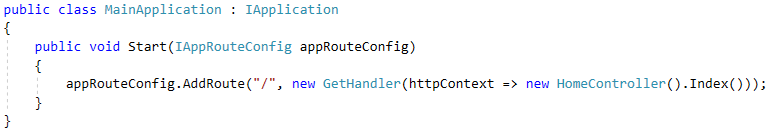 public class MainApplication : IApplication
{
    public void Start(IAppRouteConfig appRouteConfig)
    {
        appRouteConfig.AddRoute("/", new GetHandler(httpContext => new HomeController().Index()));
    }
}